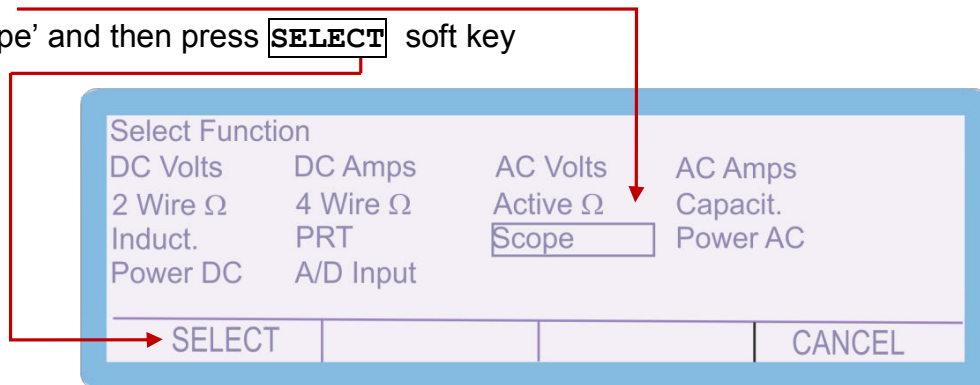 pe’ and then press SELECT soft key
Select Function
DC Volts DC Amps AC Volts AC Amps
2 Wire Ω 4 Wire Ω Active Ω Capacit.
Induct. PRT Scope Power AC
Power DC A/D Input
SELECT CANCEL